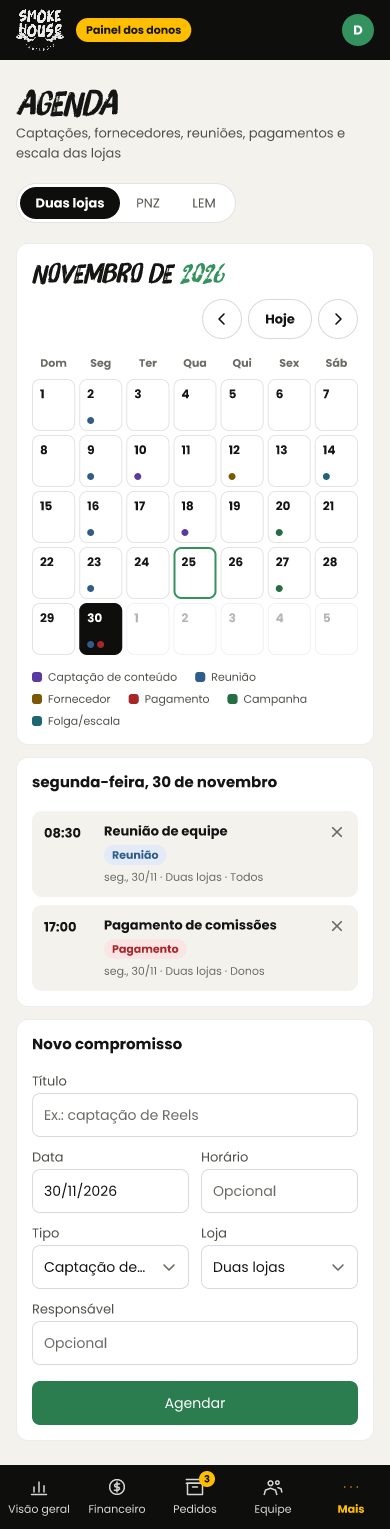 SMOKE
HOUSE
Painel dos donos
D
AGENDA
Captações, fornecedores, reuniões, pagamentos e
escala das lojas
Duas lojas PNZ LEM
NOVEMBRO DE 2026
Hoje
Dom Seg Ter Qua Qui Sex Sáb
1 2 3 4 5 6 7
8 9 10 11 12 13 14
15 16 17 18 19 20 21
22 23 24 25 26 27 28
29 30 1 2 3 4 5
Captação de conteúdo Reunião
Fornecedor Pagamento Campanha
Folga/escala
segunda-feira, 30 de novembro
08:30 Reunião de equipe
Reunião
seg., 30/11 · Duas lojas · Todos
17:00 Pagamento de comissões
Pagamento
seg., 30/11 · Duas lojas · Donos
Novo compromisso
Título
Ex.: captação de Reels
Data Horário
30/11/2026 Opcional
Tipo Loja
Captação de... Duas lojas
Responsável
Opcional
Agendar
3
Visão geral Financeiro Pedidos Equipe Mais